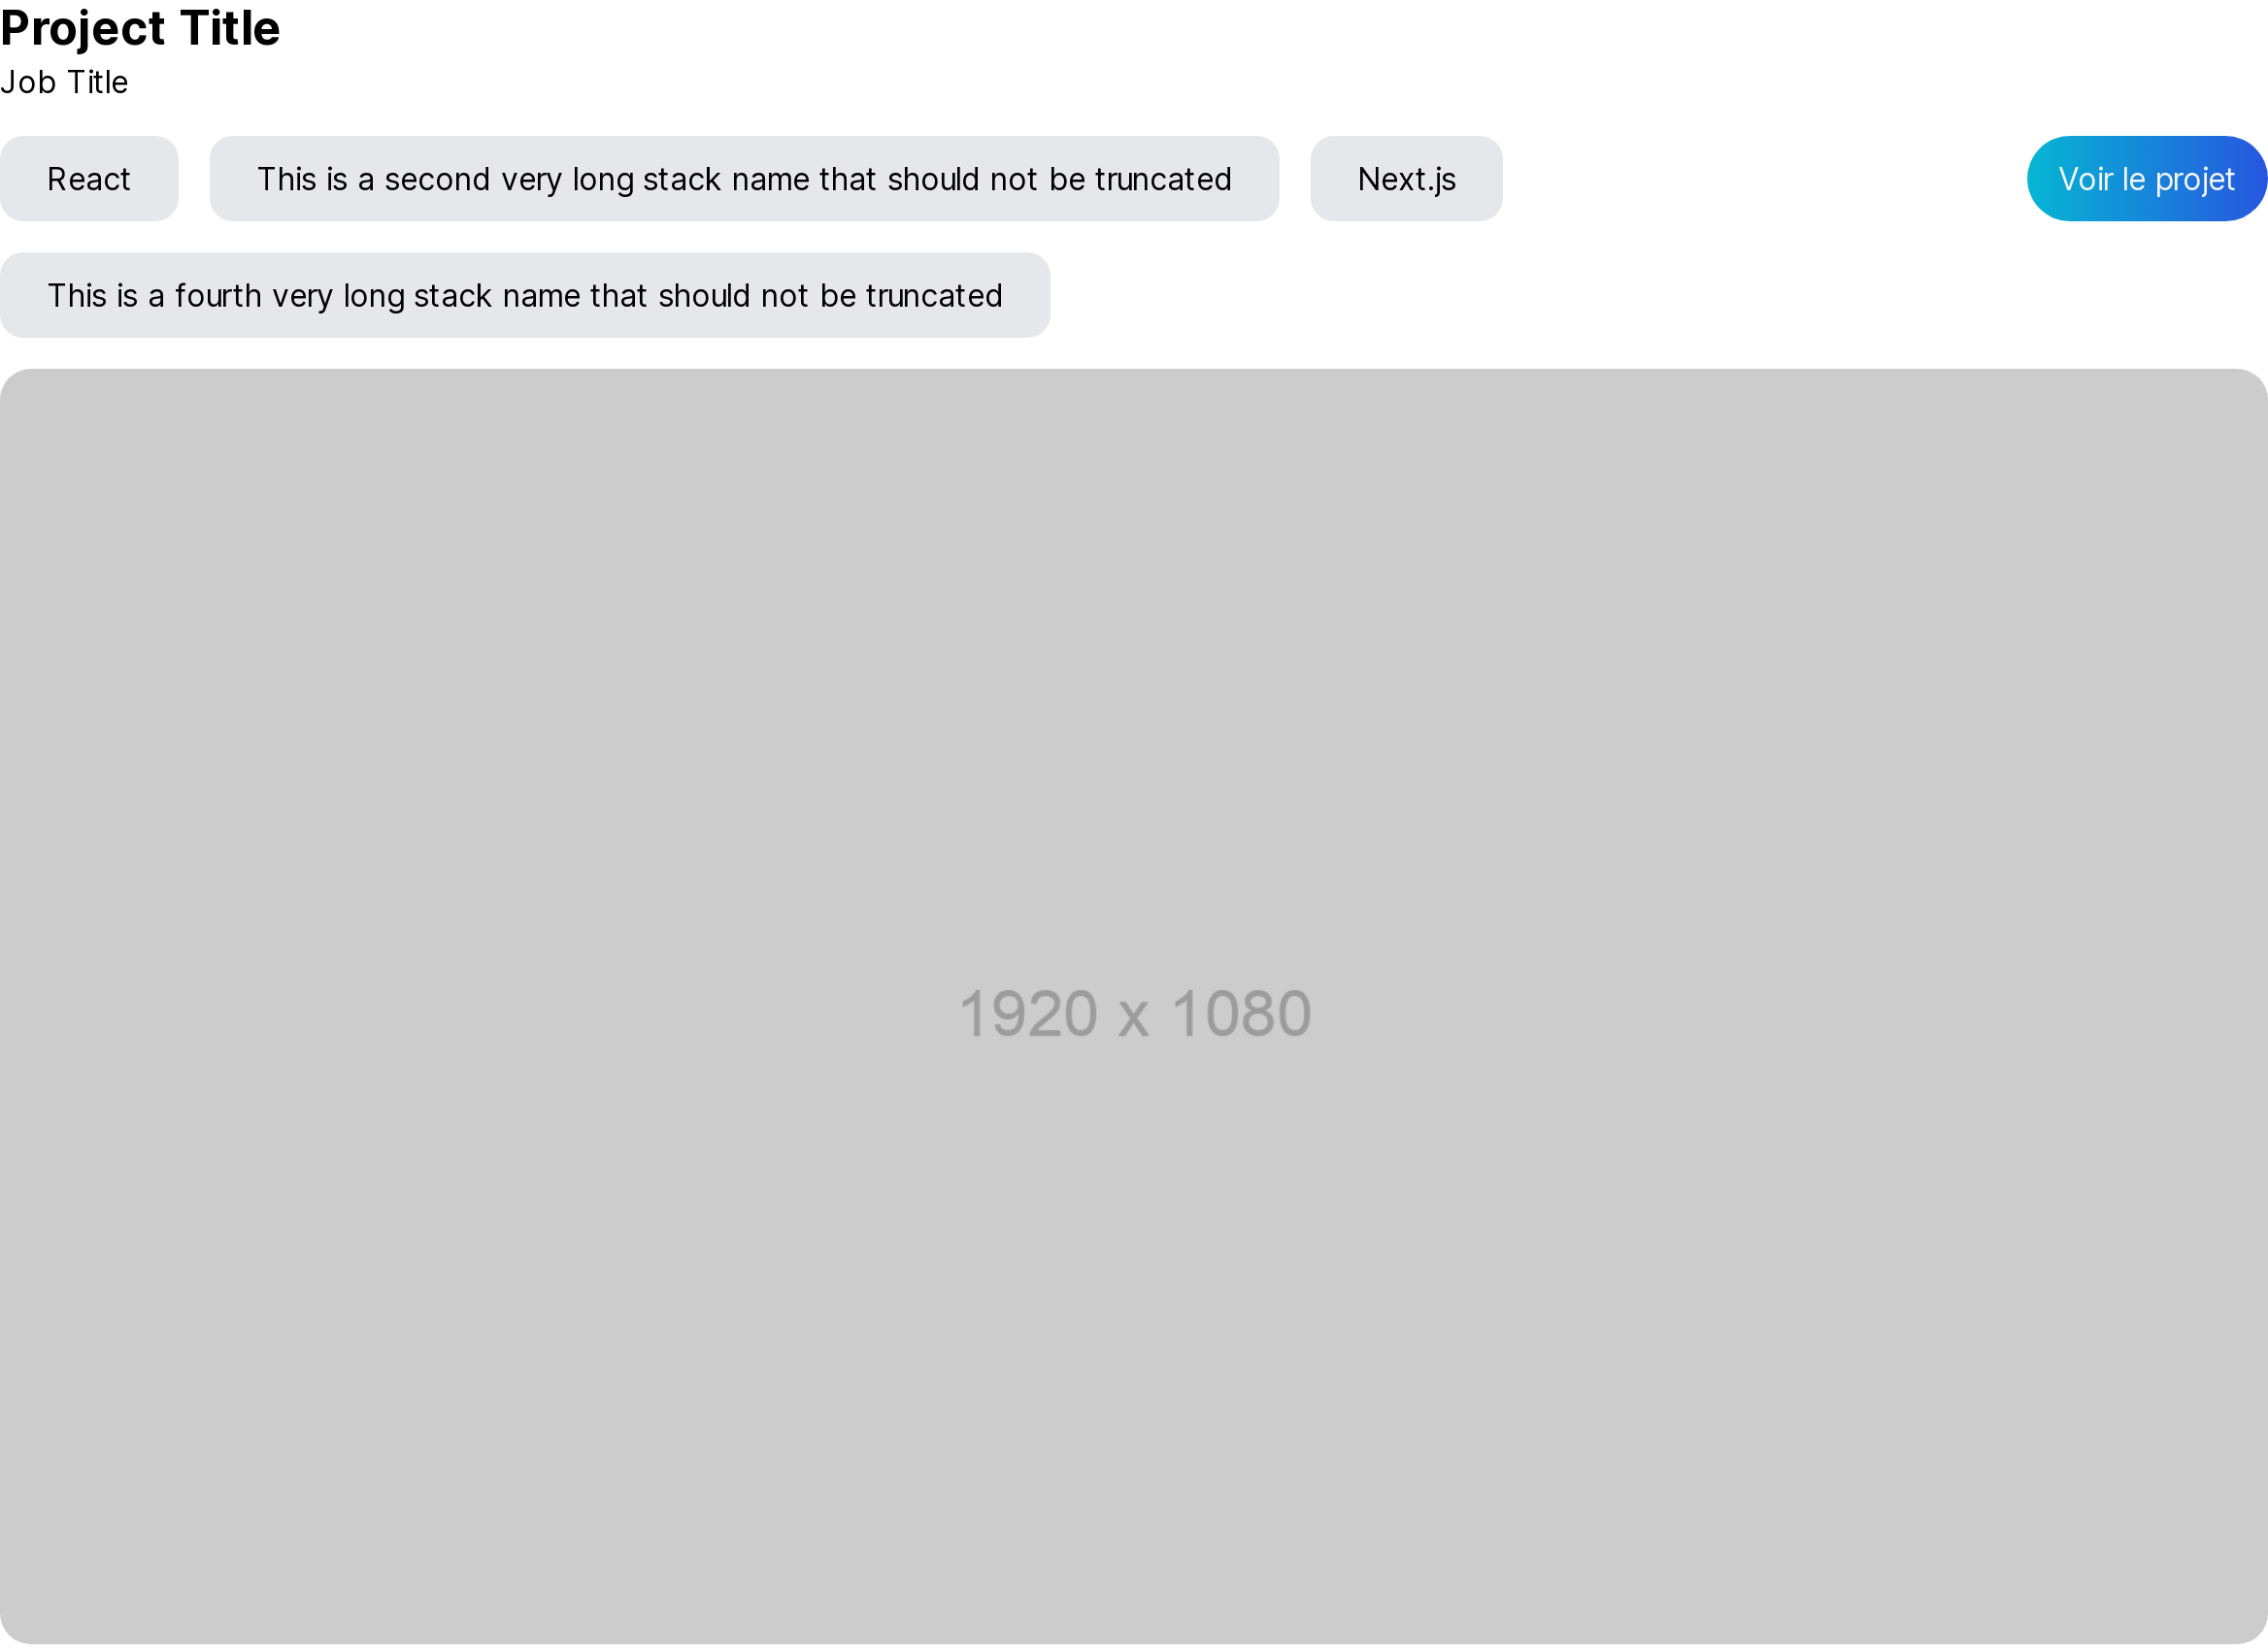 Project Title
Job Title
React
This is a second very long stack name that should not be truncated
Next.js
Voir le projet
This is a fourth very long stack name that should not be truncated
1920 x 1080